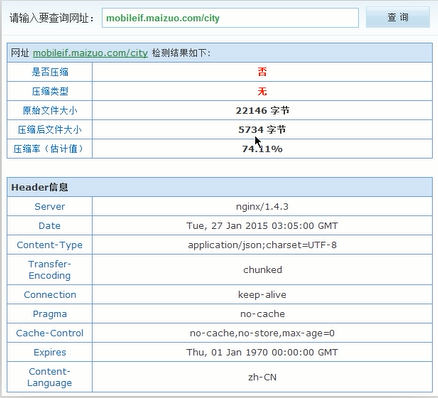 请输入要查询网址： mobileif.maizuo.com/city 查 询
网址 mobileif.maizuo.com/city 检测结果如下:
是否压缩 否
压缩类型 无
原始文件大小 22146 字节
压缩后文件大小 5734 字节
压缩率（估计值） 74.11%
Header信息
Server nginx/1.4.3
Date Tue, 27 Jan 2015 03:05:00 GMT
Content-Type application/json;charset=UTF-8
Transfer-
Encoding chunked
Connection keep-alive
Pragma no-cache
Cache-Control no-cache,no-store,max-age=0
Expires Thu, 01 Jan 1970 00:00:00 GMT
Content-
Language zh-CN